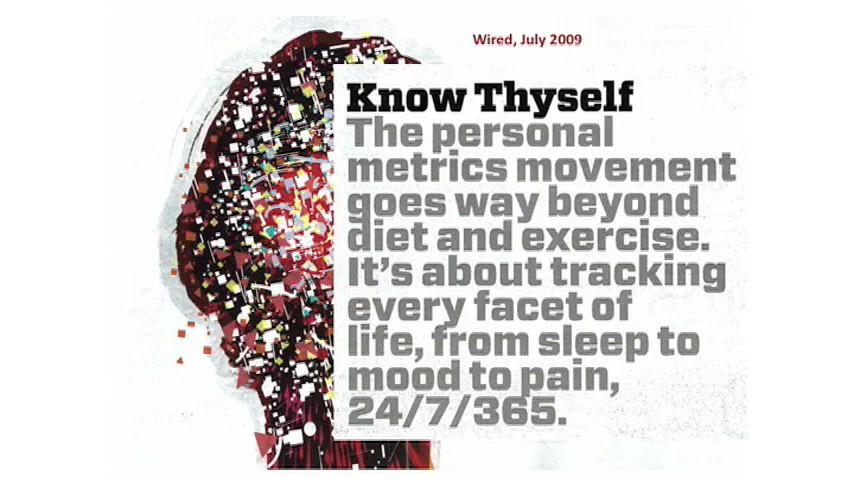 Wired, July 2009
Know Thyself
The personal
metrics movement
goes way beyond
diet and exercise.
It's about tracking
every facet of
life, from sleep to
mood to pain,
24/7/365.